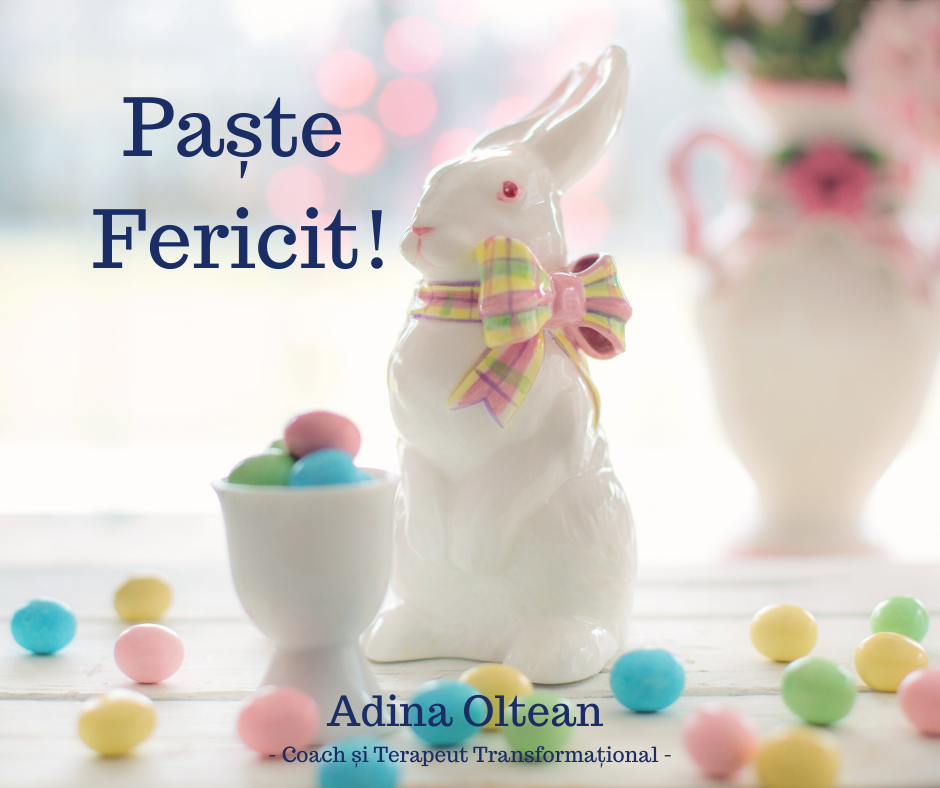 Paște
Fericit!
Adina Oltean
- Coach și Terapeut Transformațional -